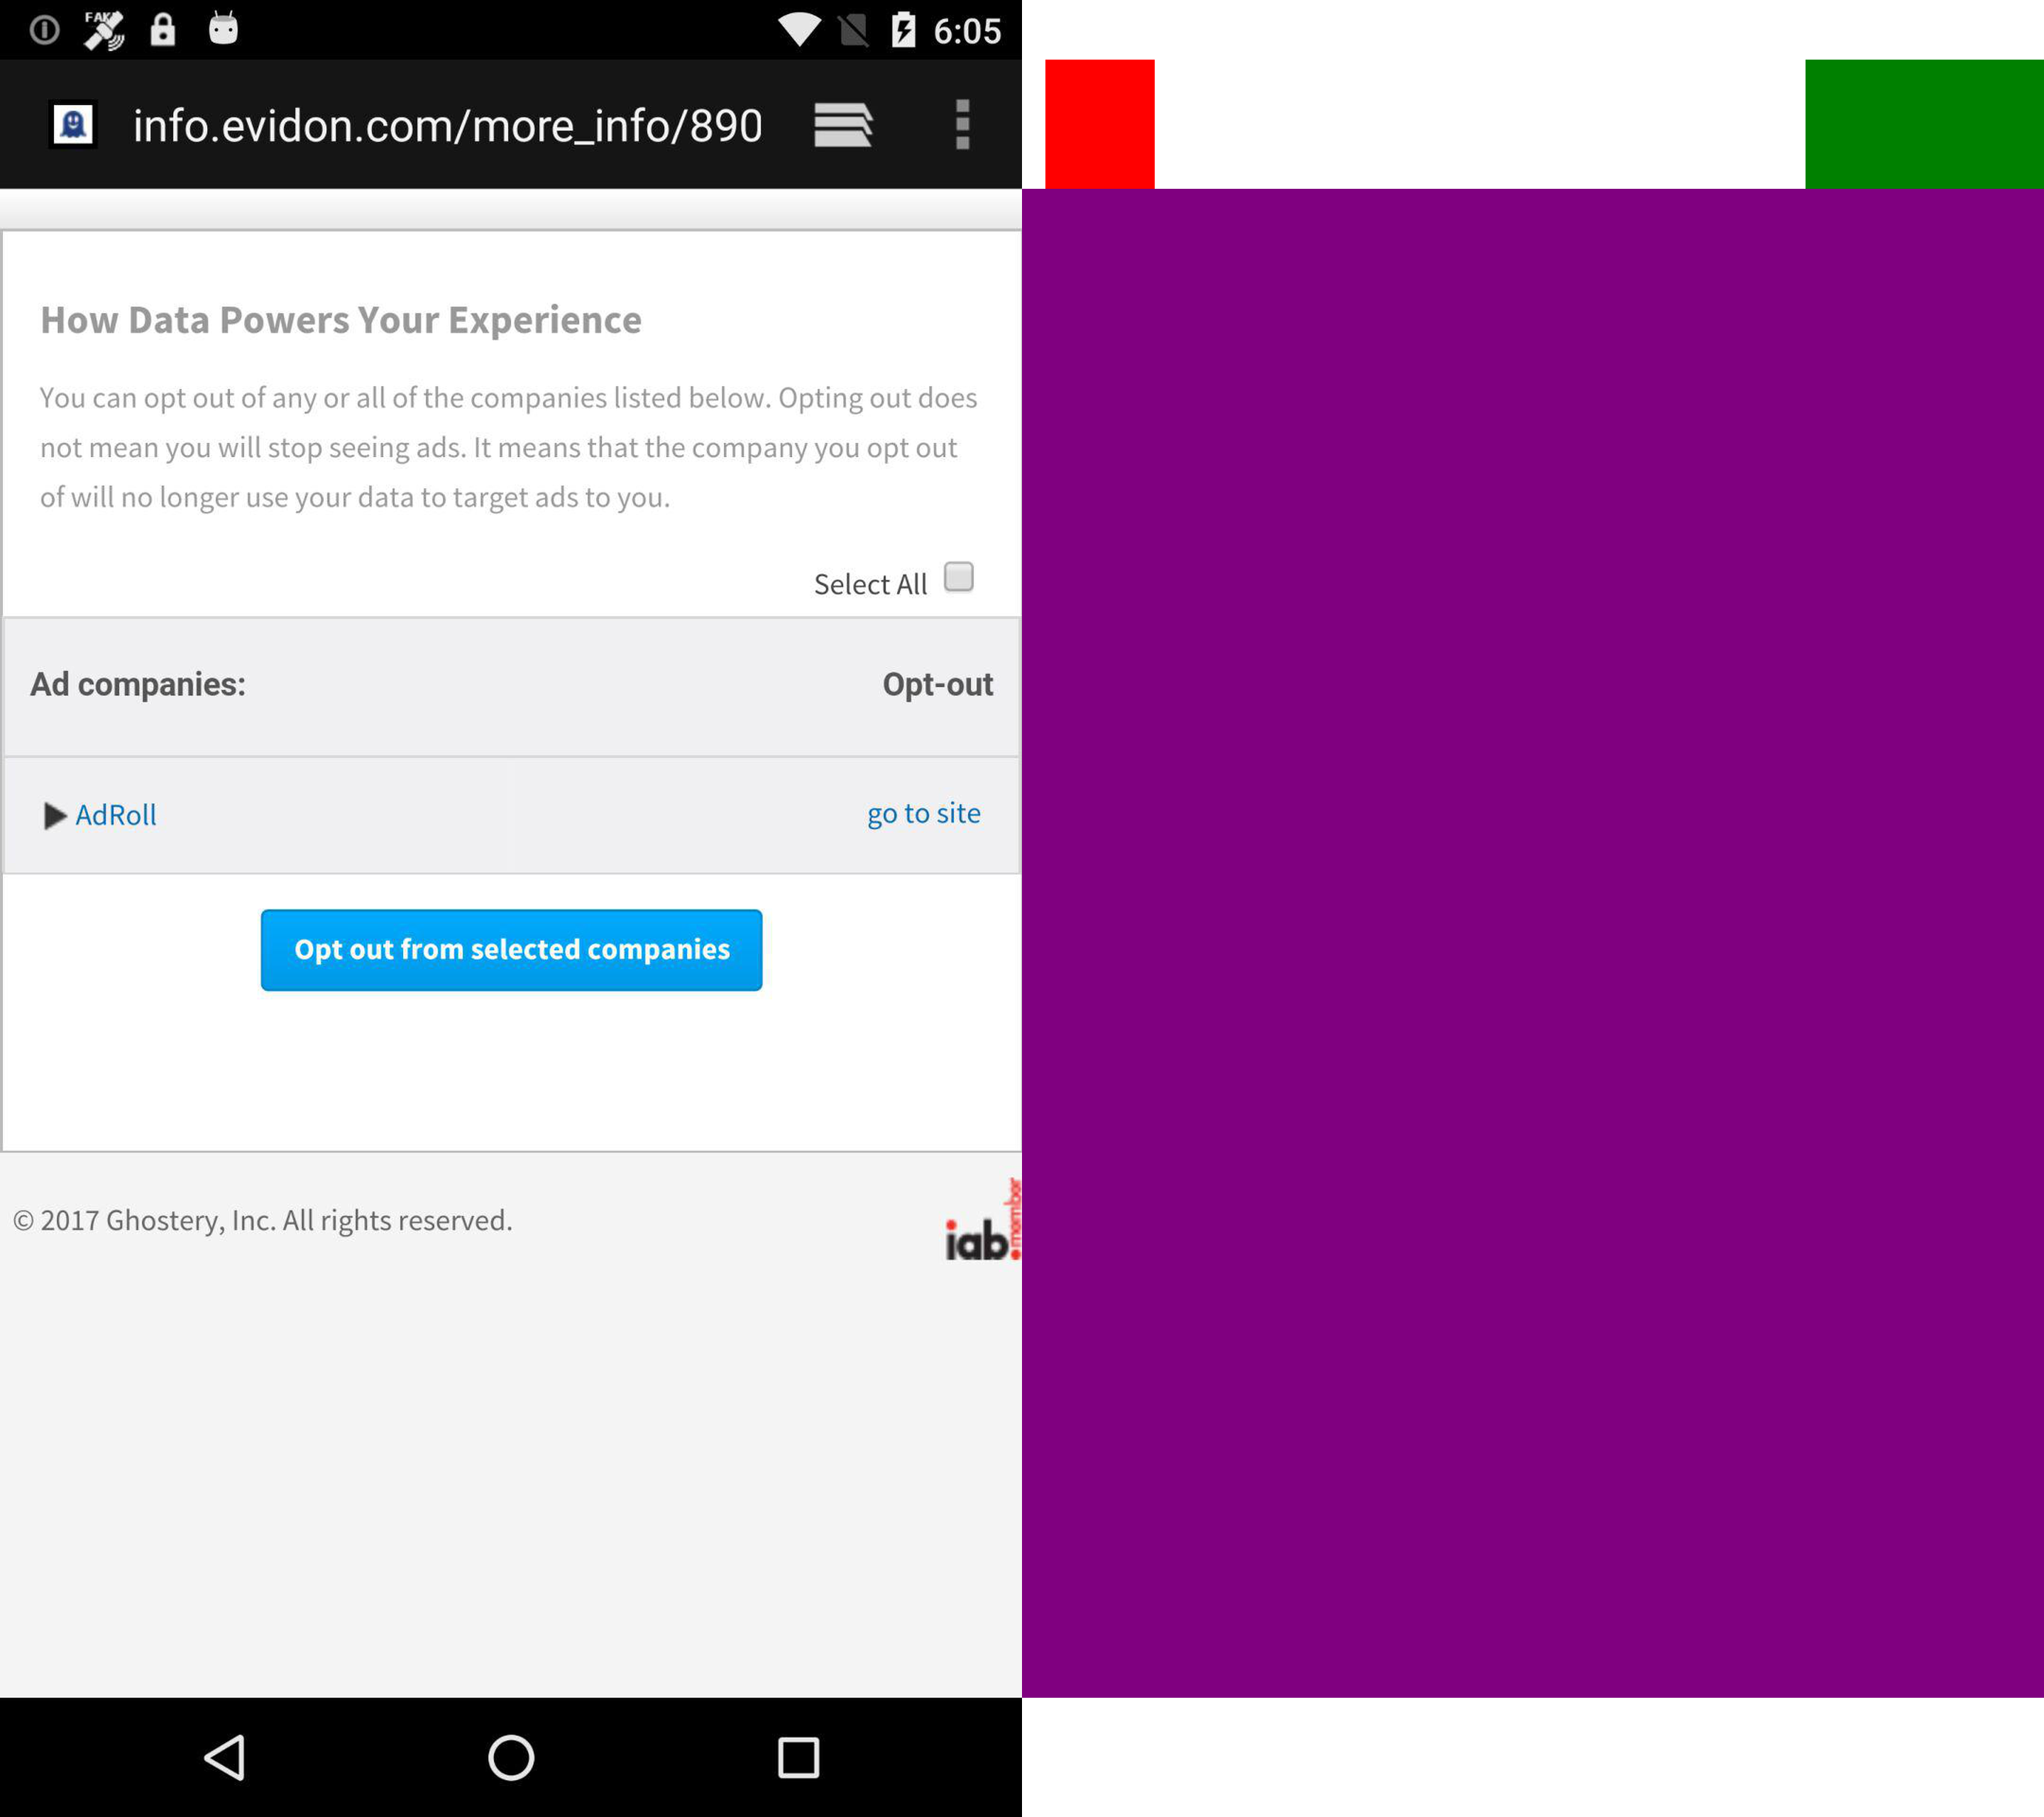 FAKE
6:05
info.evidon.com/more_info/890
How Data Powers Your Experience
You can opt out of any or all of the companies listed below. Opting out does
not mean you will stop seeing ads. It means that the company you opt out
of will no longer use your data to target ads to you.
Select All
Ad companies: Opt-out
AdRoll go to site
Opt out from selected companies
© 2017 Ghostery, Inc. All rights reserved.
iab. member